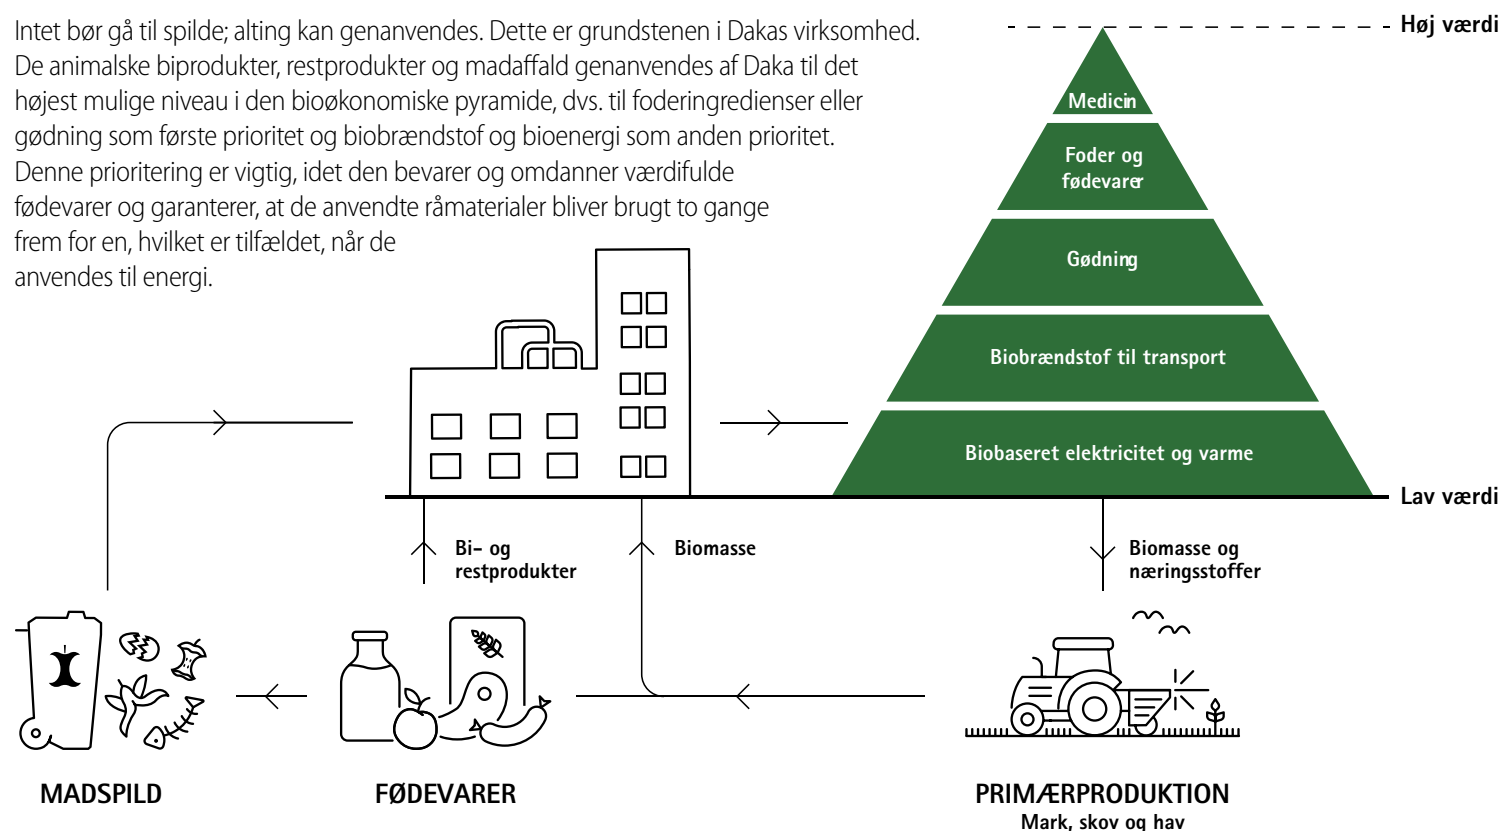 Intet bør gå til spilde; alting kan genanvendes. Dette er grundstenen i Dakas virksomhed.
De animalske biprodukter, restprodukter og madaffald genanvendes af Daka til det
højest mulige niveau i den bioøkonomiske pyramide, dvs. til foderingredienser eller
gødning som første prioritet og biobrændstof og bioenergi som anden prioritet.
Denne prioritering er vigtig, idet den bevarer og omdanner værdifulde
fødevarer og garanterer, at de anvendte råmaterialer bliver brugt to gange
frem for en, hvilket er tilfældet, når de
anvendes til energi.
Høj værdi
Medicin
Foder og
fødevarer
Gødning
Biobrændstof til transport
Biobaseret elektricitet og varme
Lav værdi
Bi- og
restprodukter
Biomasse
Biomasse og
næringsstoffer
MADSPILD
FØDEVARER
PRIMÆRPRODUKTION
Mark, skov og hav